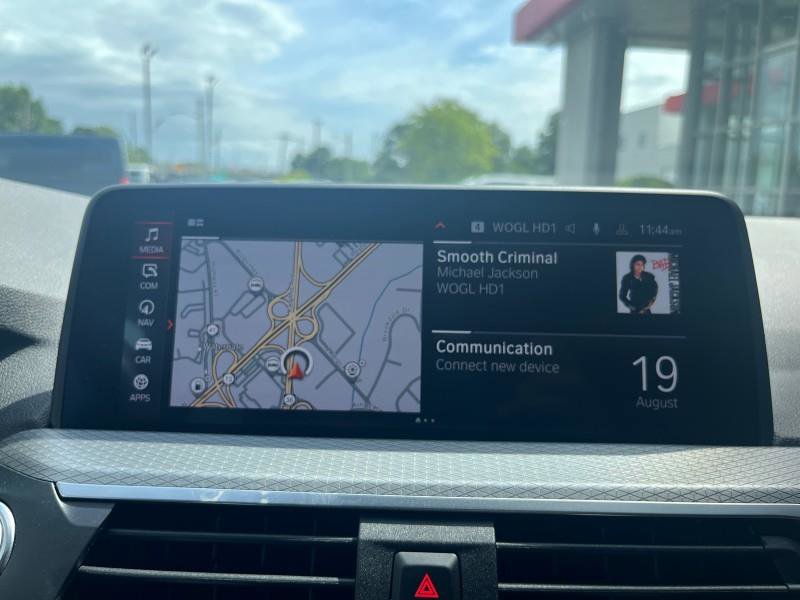 MEDIA
COM
NAV
CAR
APPS
4 WOGL HD1 11:44am
Smooth Criminal
Michael Jackson
WOGL HD1
BAD
Communication
Connect new device
19
August